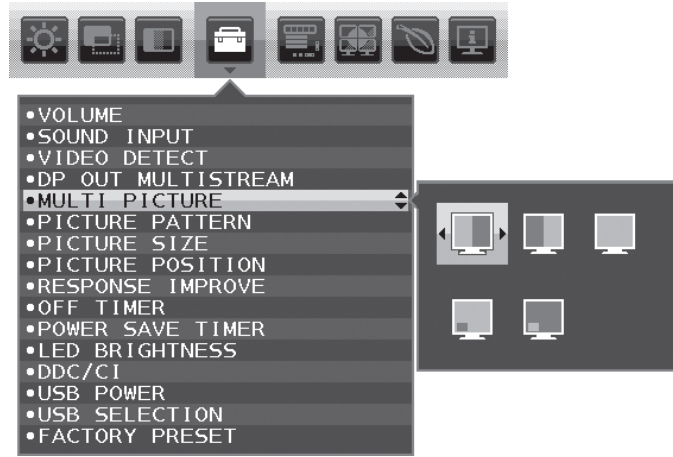 •VOLUME
•SOUND INPUT
•VIDEO DETECT
•DP OUT MULTISTREAM
•MULTI PICTURE
•PICTURE PATTERN
•PICTURE SIZE
•PICTURE POSITION
•RESPONSE IMPROVE
•OFF TIMER
•POWER SAVE TIMER
•LED BRIGHTNESS
•DDC/CI
•USB POWER
•USB SELECTION
•FACTORY PRESET